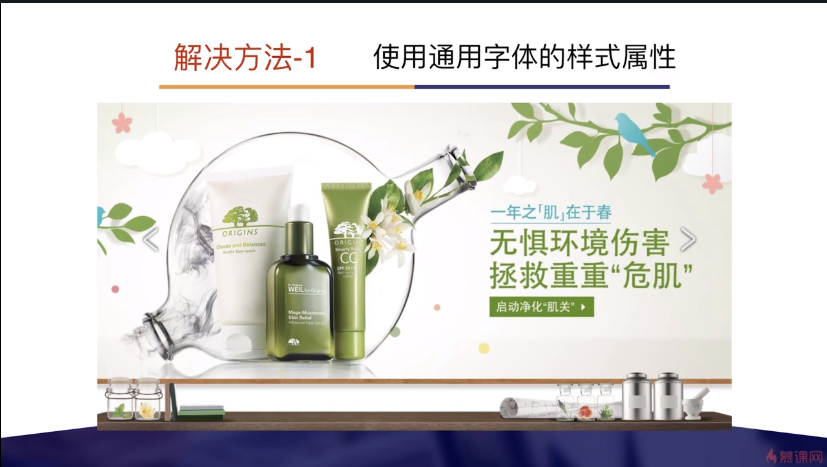 解决方法-1 使用通用字体的样式属性
一年之「肌」在于春
无惧环境伤害
拯救重重“危肌”
启动净化“肌关”
ORIGINS
Checks and Balances
ORIGINS
CC
WEIL for Origins
Mega-Mushroom
Skin Relief
慕课网